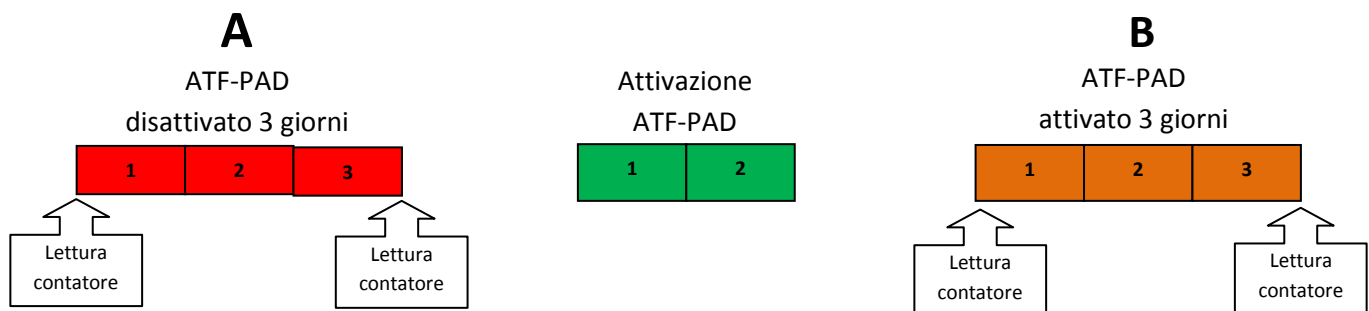 A
ATF-PAD
disattivato 3 giorni
1 2 3
Lettura
contatore
Lettura
contatore
Attivazione
ATF-PAD
1 2
B
ATF-PAD
attivato 3 giorni
1 2 3
Lettura
contatore
Lettura
contatore